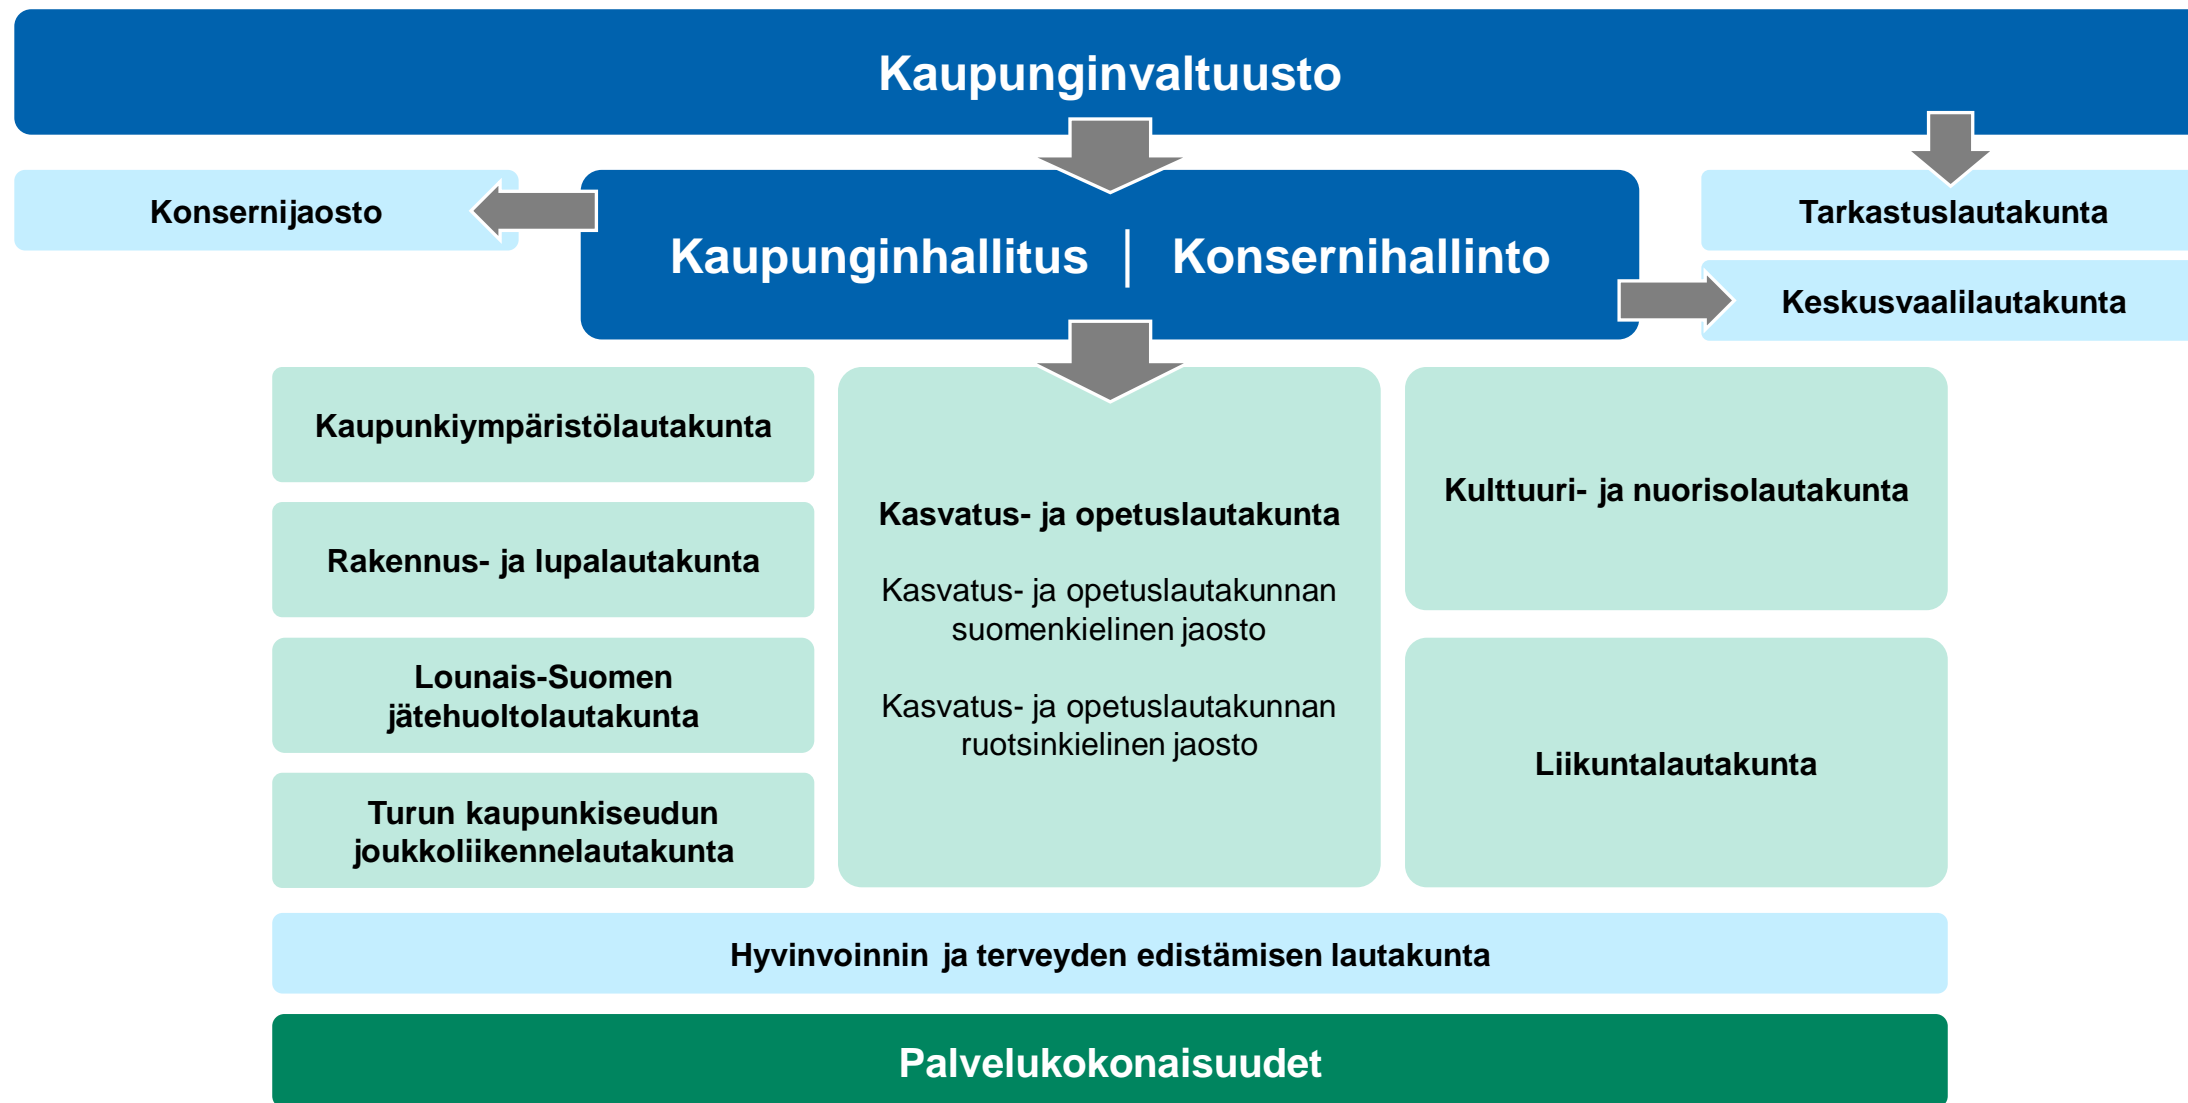 Kaupunginvaltuusto
Konsernijaosto
Kaupunginhallitus | Konsernihallinto
Tarkastuslautakunta
Keskusvaalilautakunta
Kaupunkiympäristölautakunta
Rakennus- ja lupalautakunta
Lounais-Suomen
jätehuoltolautakunta
Turun kaupunkiseudun
joukkoliikennelautakunta
Kasvatus- ja opetuslautakunta
Kasvatus- ja opetuslautakunnan
suomenkielinen jaosto
Kasvatus- ja opetuslautakunnan
ruotsinkielinen jaosto
Kulttuuri- ja nuorisolautakunta
Liikuntalautakunta
Hyvinvoinnin ja terveyden edistämisen lautakunta
Palvelukokonaisuudet